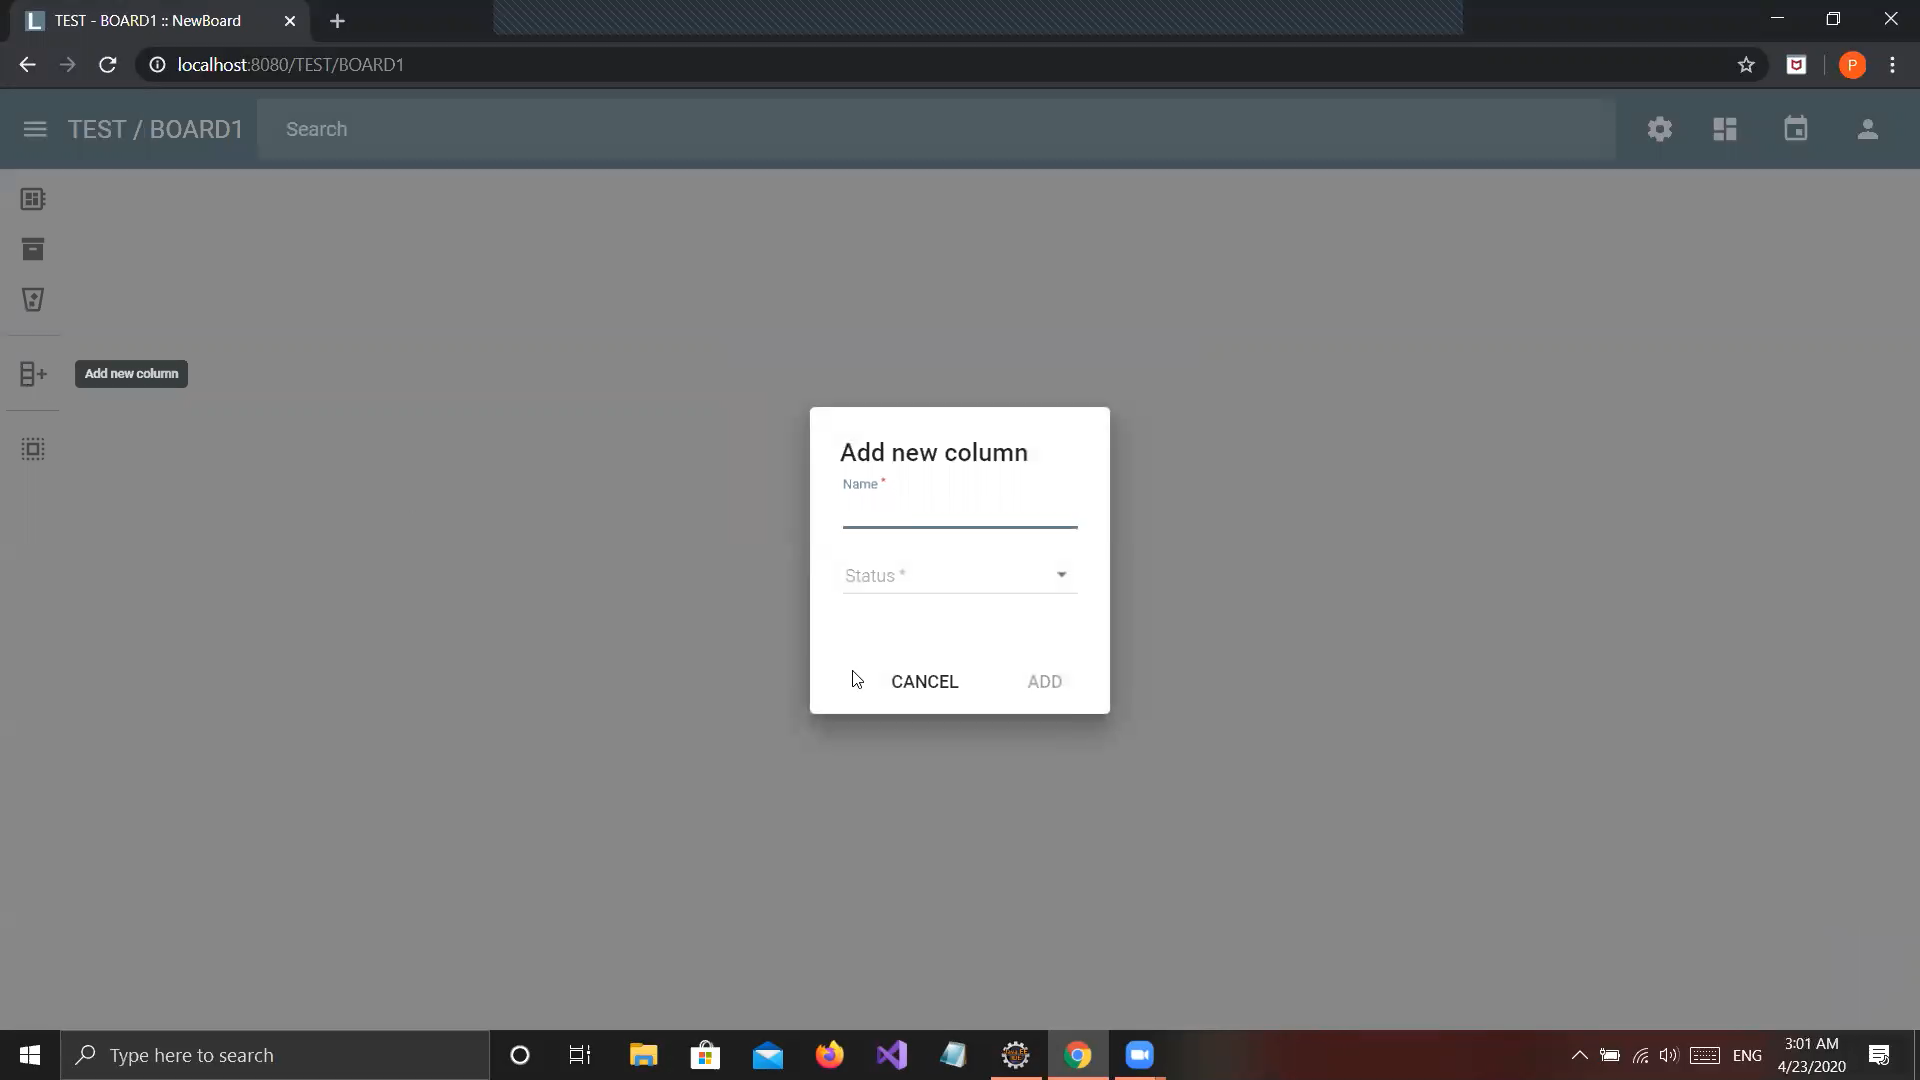 TEST - BOARD1 :: NewBoard
localhost:8080/TEST/BOARD1
P
TEST / BOARD1
Search
Add new column
Add new column
Name *
Status *
CANCEL
ADD
Type here to search
ENG
3:01 AM
4/23/2020